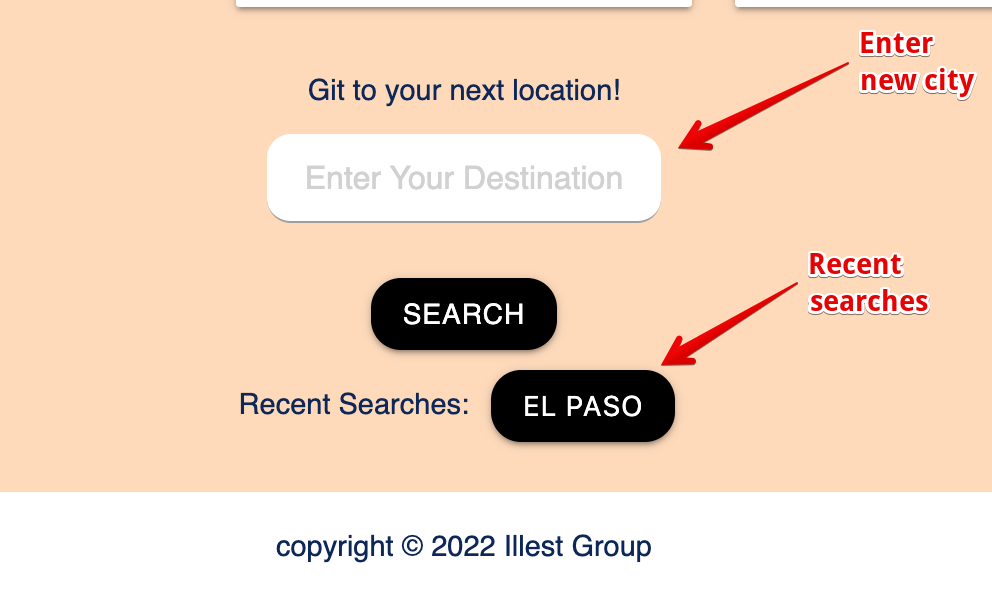 Enter
new city
Git to your next location!
Enter Your Destination
Recent
searches
SEARCH
Recent Searches: EL PASO
copyright © 2022 Illest Group